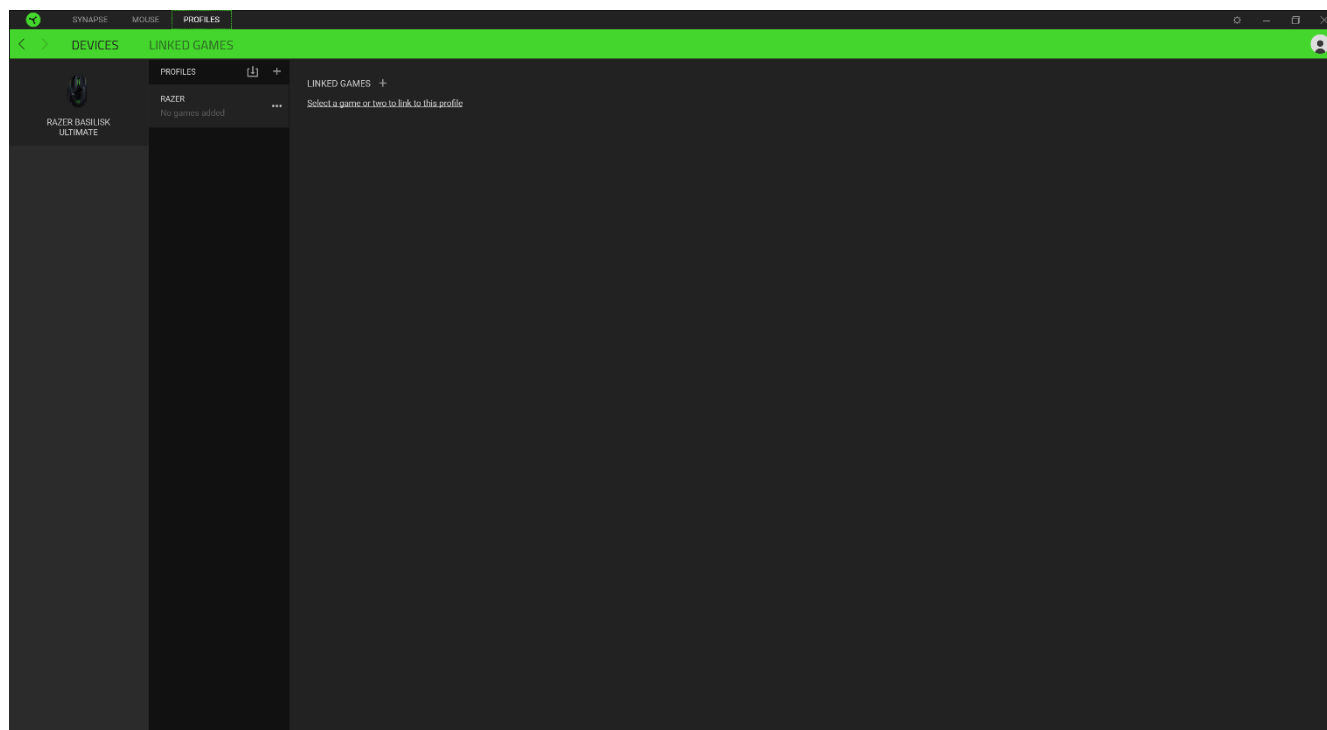 SYNAPSE MOUSE PROFILES
DEVICES LINKED GAMES
RAZER BASILISK
ULTIMATE
PROFILES
RAZER
No games added
LINKED GAMES +
Select a game or two to link to this profile